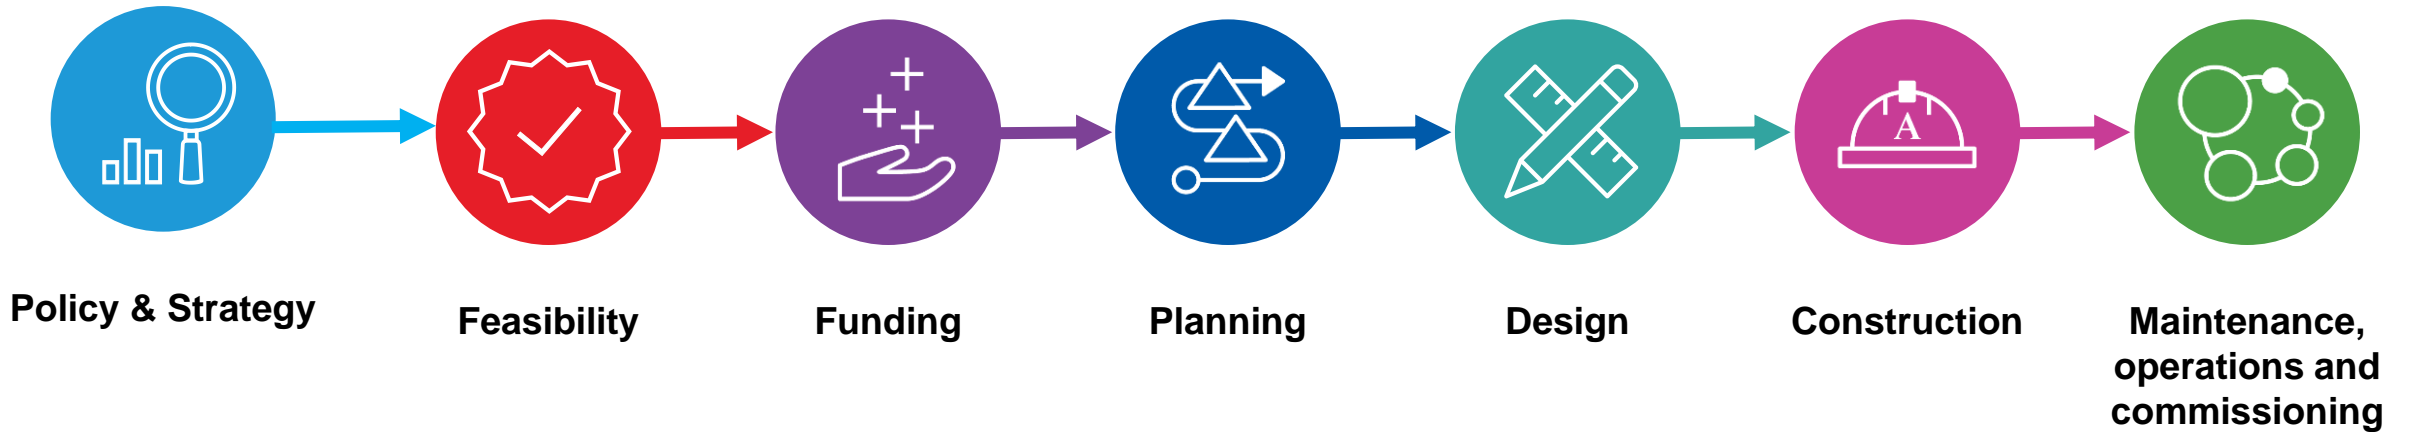 A
Policy & Strategy
Feasibility
Funding
Planning
Design
Construction
Maintenance,
operations and
commissioning